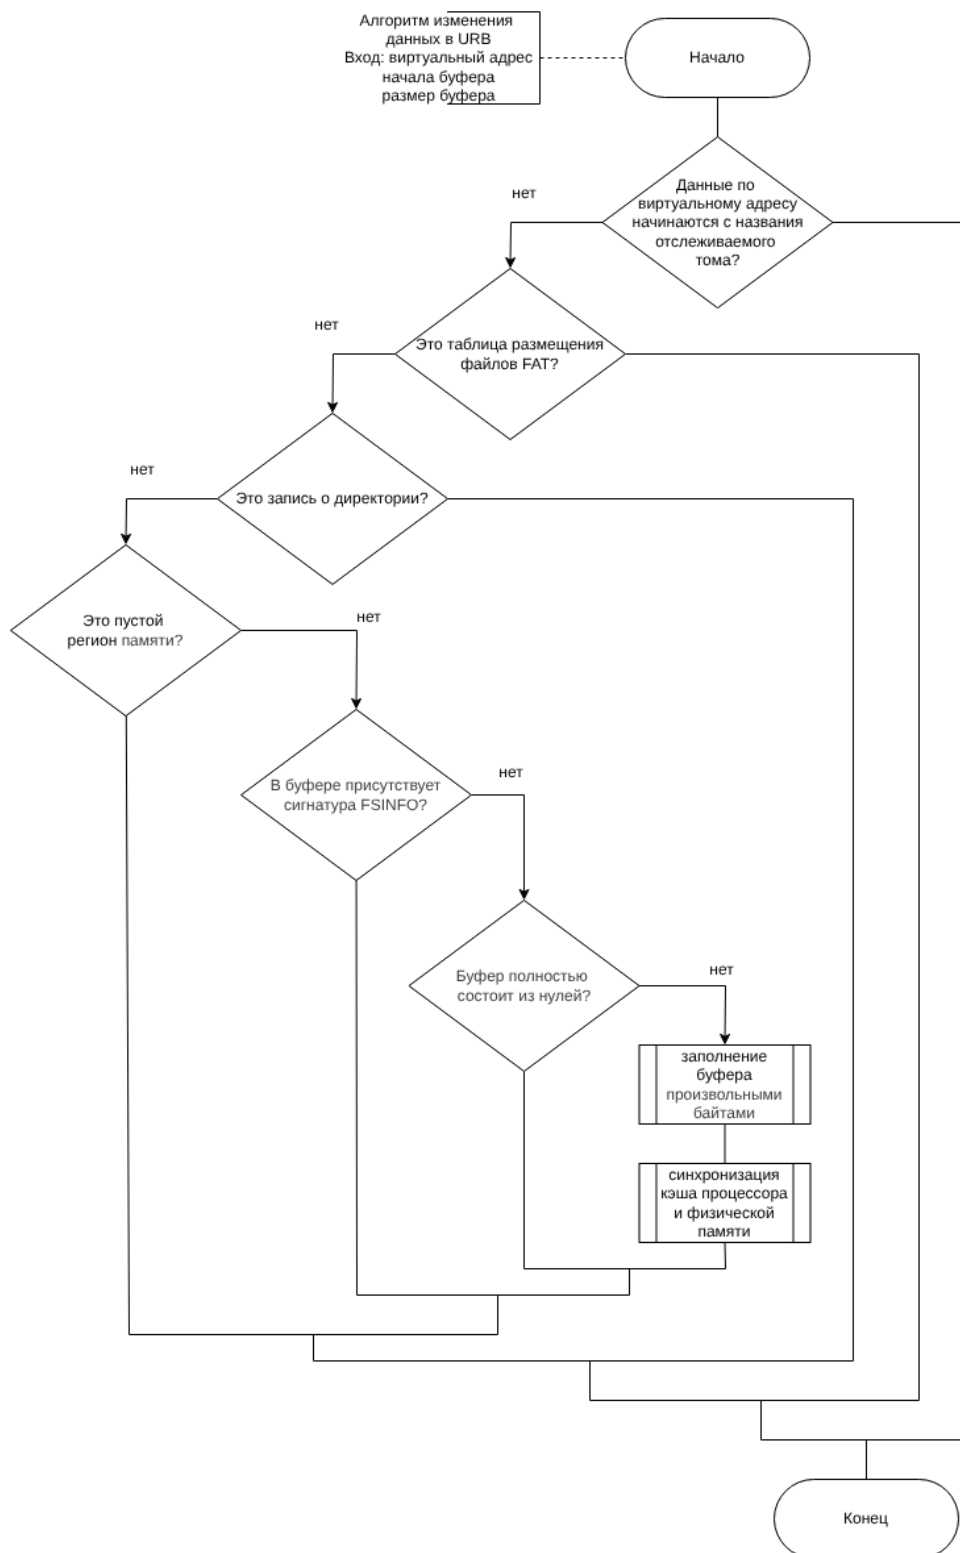 Алгоритм изменения
данных в URB
Вход: виртуальный адрес
начала буфера
размер буфера
Начало
Данные по
виртуальному адресу
начинаются с названия
отслеживаемого
тома?
нет
Это таблица размещения
файлов FAT?
нет
Это запись о директории?
нет
Это пустой
регион памяти?
нет
В буфере присутствует
сигнатура FSINFO?
нет
Буфер полностью
состоит из нулей?
нет
заполнение
буфера
произвольными
байтами
синхронизация
кэша процессора
и физической
памяти
Конец